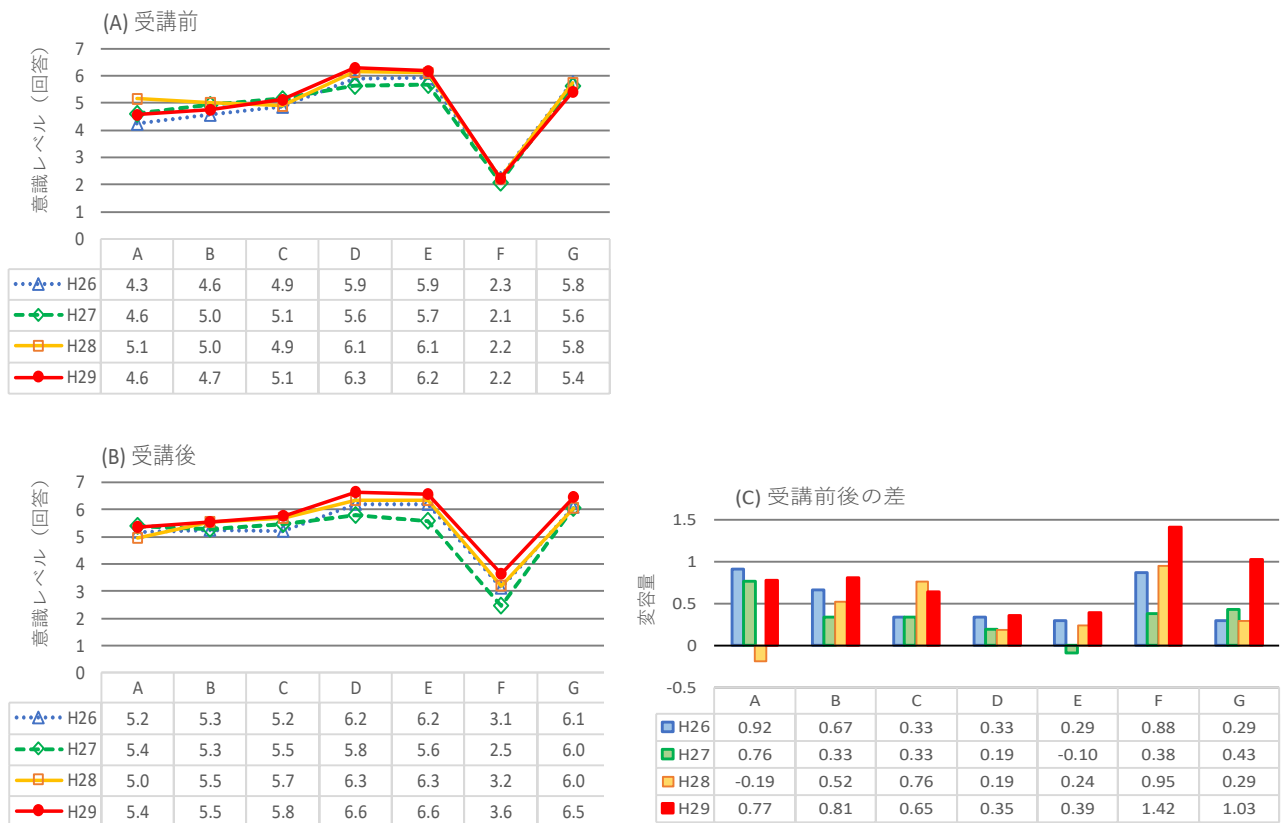 (A) 受講前
意識レベル（回答）
7
6
5
4
3
2
1
0
A B C D E F G
H26 4.3 4.6 4.9 5.9 5.9 2.3 5.8
H27 4.6 5.0 5.1 5.6 5.7 2.1 5.6
H28 5.1 5.0 4.9 6.1 6.1 2.2 5.8
H29 4.6 4.7 5.1 6.3 6.2 2.2 5.4
(B) 受講後
意識レベル（回答）
7
6
5
4
3
2
1
0
A B C D E F G
H26 5.2 5.3 5.2 6.2 6.2 3.1 6.1
H27 5.4 5.3 5.5 5.8 5.6 2.5 6.0
H28 5.0 5.5 5.7 6.3 6.3 3.2 6.0
H29 5.4 5.5 5.8 6.6 6.6 3.6 6.5
(C) 受講前後の差
変容量
1.5
1
0.5
0
-0.5
A B C D E F G
H26 0.92 0.67 0.33 0.33 0.29 0.88 0.29
H27 0.76 0.33 0.33 0.19 -0.10 0.38 0.43
H28 -0.19 0.52 0.76 0.19 0.24 0.95 0.29
H29 0.77 0.81 0.65 0.35 0.39 1.42 1.03